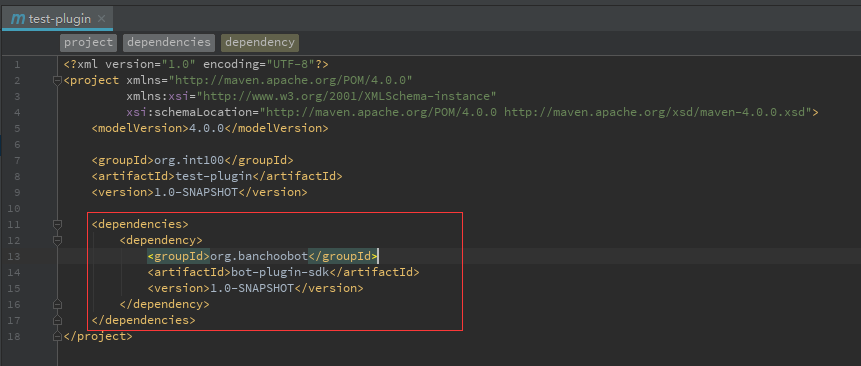 m test-plugin ×
project dependencies dependency
1 <?xml version="1.0" encoding="UTF-8"?>
2 <project xmlns="http://maven.apache.org/POM/4.0.0"
3 xmlns:xsi="http://www.w3.org/2001/XMLSchema-instance"
4 xsi:schemaLocation="http://maven.apache.org/POM/4.0.0 http://maven.apache.org/xsd/maven-4.0.0.xsd">
5 <modelVersion>4.0.0</modelVersion>
6
7 <groupId>org.int100</groupId>
8 <artifactId>test-plugin</artifactId>
9 <version>1.0-SNAPSHOT</version>
10
11 <dependencies>
12 <dependency>
13 <groupId>org.banchoobot</groupId>
14 <artifactId>bot-plugin-sdk</artifactId>
15 <version>1.0-SNAPSHOT</version>
16 </dependency>
17 </dependencies>
18 </project>